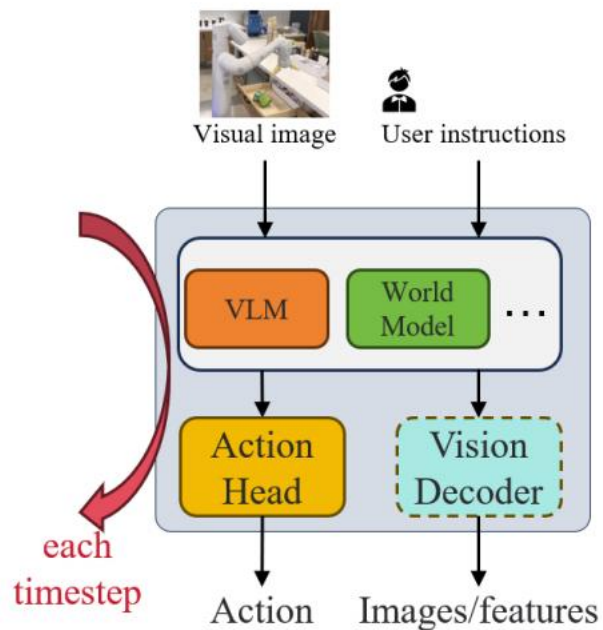 Visual image
User instructions
VLM
World
Model
...
Action
Head
Vision
Decoder
each
timestep
Action
Images/features